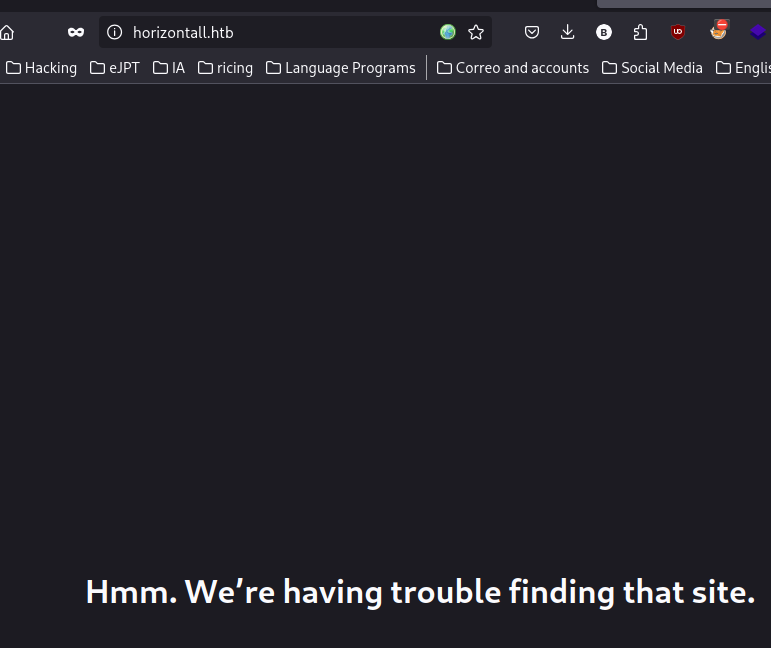 horizontall.htb
B
UD
Hacking eJPT IA ricing Language Programs Correo and accounts Social Media Englis
Hmm. We’re having trouble finding that site.